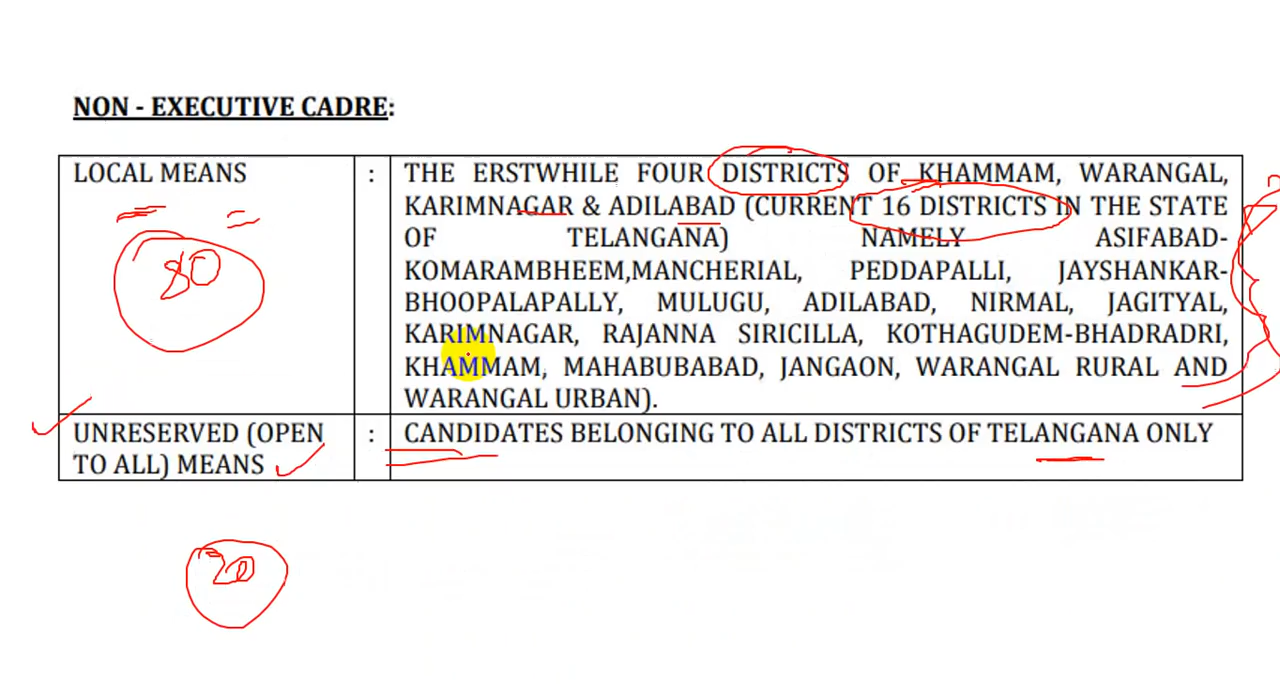 NON - EXECUTIVE CADRE:
LOCAL MEANS : THE ERSTWHILE FOUR DISTRICTS OF KHAMMAM, WARANGAL,
KARIMNAGAR & ADILABAD (CURRENT 16 DISTRICTS IN THE STATE
OF TELANGANA) NAMELY ASIFABAD-
80
KOMARAMBHEEM,MANCHERIAL, PEDDAPALLI, JAYSHANKAR-
BHOOPALAPALLY, MULUGU, ADILABAD, NIRMAL, JAGITYAL,
KARIMNAGAR, RAJANNA SIRICILLA, KOTHAGUDEM-BHADRADRI,
KHAMMAM, MAHABUBABAD, JANGAON, WARANGAL RURAL AND
WARANGAL URBAN).
UNRESERVED (OPEN : CANDIDATES BELONGING TO ALL DISTRICTS OF TELANGANA ONLY
TO ALL) MEANS
20